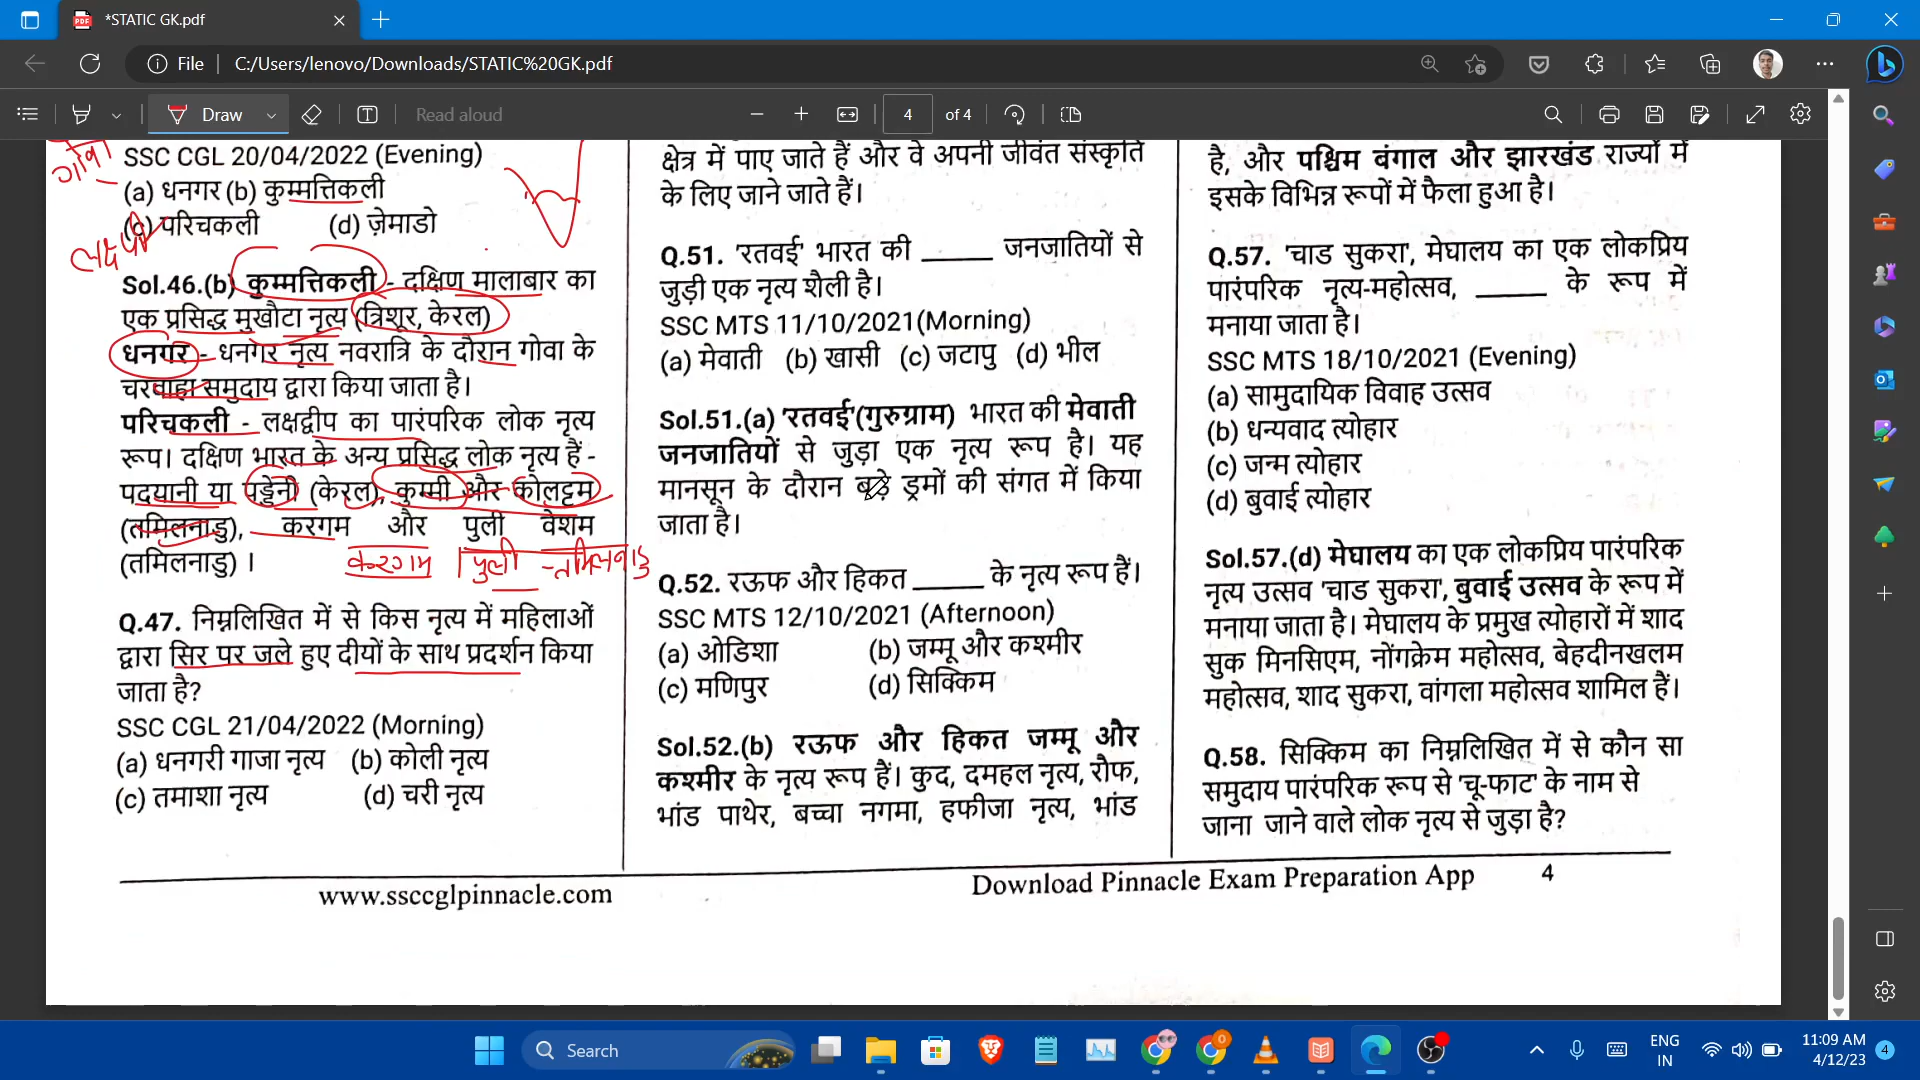 *STATIC GK.pdf
File
C:/Users/lenovo/Downloads/STATIC%20GK.pdf
Draw
Read aloud
4
of 4
गोवा
SSC CGL 20/04/2022 (Evening)
(a) धनगर (b) कुम्मत्तिकली
(c) परिचकली (d) ज़ेमाडो
Sol.46.(b) कुम्मत्तिकली - दक्षिण मालाबार का
एक प्रसिद्ध मुखौटा नृत्य (त्रिशूर, केरल)
धनगर - धनगर नृत्य नवरात्रि के दौरान गोवा के
चरवाहा समुदाय द्वारा किया जाता है।
परिचकली - लक्षद्वीप का पारंपरिक लोक नृत्य
रूप। दक्षिण भारत के अन्य प्रसिद्ध लोक नृत्य हैं -
पदयानी या पड्डेनी (केरल), कुम्मी और कोलट्टम
(तमिलनाडु), करगम और पुली वेशम
(तमिलनाडु) ।
करगम | पुली - तमिलनाडु
Q.47. निम्नलिखित में से किस नृत्य में महिलाओं
द्वारा सिर पर जले हुए दीयों के साथ प्रदर्शन किया
जाता है?
SSC CGL 21/04/2022 (Morning)
(a) धनगरी गाजा नृत्य (b) कोली नृत्य
(c) तमाशा नृत्य (d) चरी नृत्य
क्षेत्र में पाए जाते हैं और वे अपनी जीवंत संस्कृति
के लिए जाने जाते हैं।
Q.51. 'रतवई' भारत की _____ जनजातियों से
जुड़ी एक नृत्य शैली है।
SSC MTS 11/10/2021(Morning)
(a) मेवाती (b) खासी (c) जटापु (d) भील
Sol.51.(a) 'रतवई'(गुरुग्राम) भारत की मेवाती
जनजातियों से जुड़ा एक नृत्य रूप है। यह
मानसून के दौरान बड़े ड्रमों की संगत में किया
जाता है।
Q.52. रऊफ और हिकत _____ के नृत्य रूप हैं।
SSC MTS 12/10/2021 (Afternoon)
(a) ओडिशा (b) जम्मू और कश्मीर
(c) मणिपुर (d) सिक्किम
Sol.52.(b) रऊफ और हिकत जम्मू और
कश्मीर के नृत्य रूप हैं। कुद, दमहल नृत्य, रौफ,
भांड पाथेर, बच्चा नगमा, हफीजा नृत्य, भांड
है, और पश्चिम बंगाल और झारखंड राज्यों में
इसके विभिन्न रूपों में फैला हुआ है।
Q.57. 'चाड सुकरा', मेघालय का एक लोकप्रिय
पारंपरिक नृत्य-महोत्सव, _____ के रूप में
मनाया जाता है।
SSC MTS 18/10/2021 (Evening)
(a) सामुदायिक विवाह उत्सव
(b) धन्यवाद त्योहार
(c) जन्म त्योहार
(d) बुवाई त्योहार
Sol.57.(d) मेघालय का एक लोकप्रिय पारंपरिक
नृत्य उत्सव 'चाड सुकरा', बुवाई उत्सव के रूप में
मनाया जाता है। मेघालय के प्रमुख त्योहारों में शाद
सुक मिनसिएम, नोंगक्रेम महोत्सव, बेहदीनखलम
महोत्सव, शाद सुकरा, वांगला महोत्सव शामिल हैं।
Q.58. सिक्किम का निम्नलिखित में से कौन सा
समुदाय पारंपरिक रूप से 'चू-फाट' के नाम से
जाना जाने वाले लोक नृत्य से जुड़ा है?
www.ssccglpinnacle.com
Download Pinnacle Exam Preparation App
4
Search
ENG
IN
11:09 AM
4/12/23
4